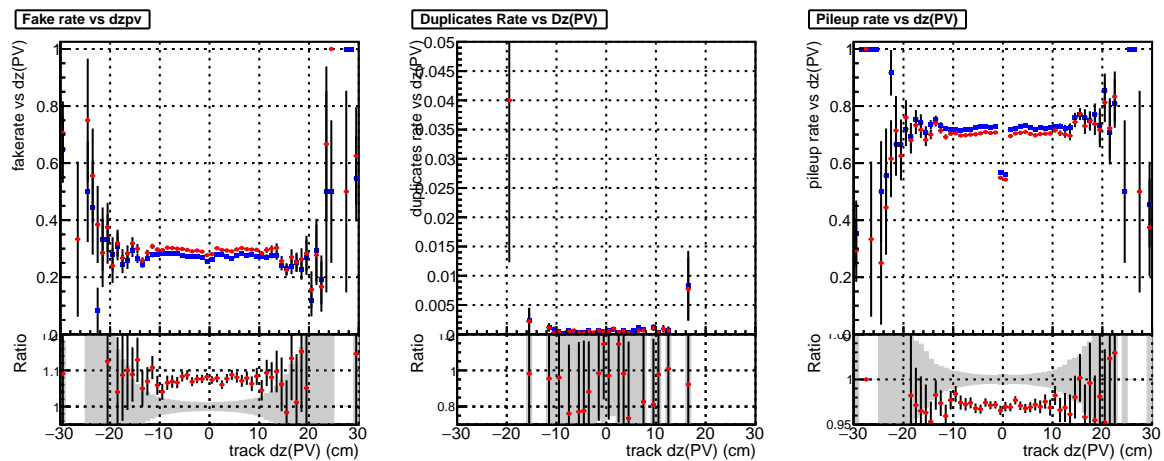 Fake rate vs dzpv
fakerate vs dz(PV)
1
0.8
0.6
0.4
0.2
0
Ratio
1.1
1
−30 −20 −10 0 10 20 30
track dz(PV) (cm)
Duplicates Rate vs Dz(PV)
duplicates rate vs dz(PV)
0.05
0.045
0.04
0.035
0.03
0.025
0.02
0.015
0.01
0.005
Ratio
1
0.8
−30 −20 −10 0 10 20 30
track dz(PV) (cm)
Pileup rate vs dz(PV)
pileup rate vs dz(PV)
1
0.8
0.6
0.4
0.2
Ratio
1
0.95
−30 −20 −10 0 10 20 30
track dz(PV) (cm)